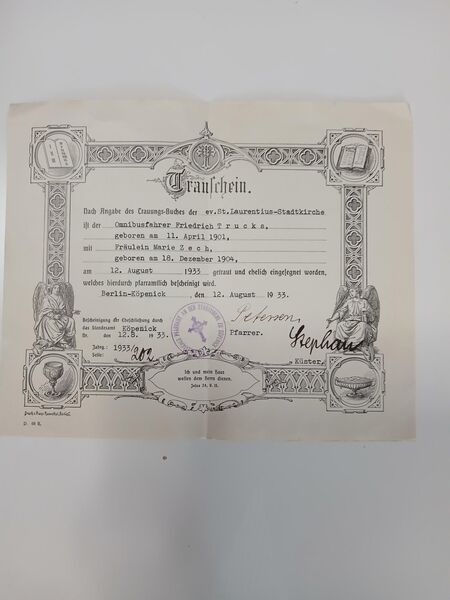 Trauschein.
Nach Angabe des Trauungs-Buches der ev. St. Laurentius-Stadtkirche
ist der Omnibusfahrer Friedrich Trucks,
geboren am 11. April 1901,
mit Fräulein Marie Zech,
geboren am 18. Dezember 1904,
am 12. August 1933 getraut und ehelich eingesegnet worden,
welches hierdurch pfarramtlich bescheinigt wird.
Berlin-Köpenick, den 12. August 1933.
Petersen
Pfarrer.
Bescheinigung der Eheschließung durch
das Standesamt Köpenick
Nr. den 12.8. 1933.
Jahrg.: 1933/
Seite: 202
Stephan
Küster.
Ich und mein Haus
wollen dem Herrn dienen.
Josua 24, V. 15.
D. 66 B.